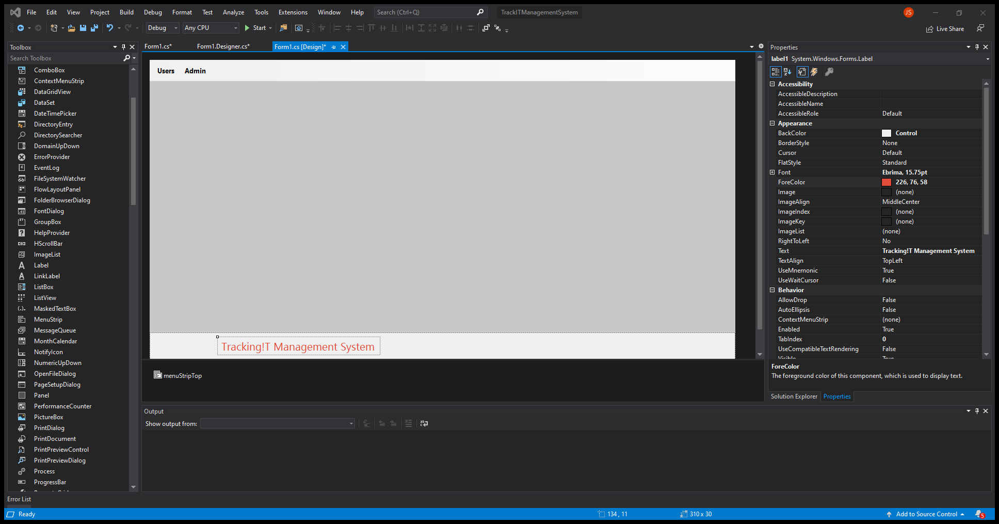 File Edit View Project Build Debug Format Test Analyze Tools Extensions Window Help Search (Ctrl+Q) TrackITManagementSystem JS
Debug Any CPU Start Live Share
Toolbox
Search Toolbox
ComboBox
ContextMenuStrip
DataGridView
DataSet
DateTimePicker
DirectoryEntry
DirectorySearcher
DomainUpDown
ErrorProvider
EventLog
FileSystemWatcher
FlowLayoutPanel
FolderBrowserDialog
FontDialog
GroupBox
HelpProvider
HScrollBar
ImageList
Label
LinkLabel
ListBox
ListView
MaskedTextBox
MenuStrip
MessageQueue
MonthCalendar
NotifyIcon
NumericUpDown
OpenFileDialog
PageSetupDialog
Panel
PerformanceCounter
PictureBox
PrintDialog
PrintDocument
PrintPreviewControl
PrintPreviewDialog
Process
ProgressBar
Form1.cs* Form1.Designer.cs* Form1.cs [Design]*
Users Admin
Tracking!T Management System
menuStripTop
Output
Show output from:
Properties
label1 System.Windows.Forms.Label
Accessibility
AccessibleDescription
AccessibleName
AccessibleRole Default
Appearance
BackColor Control
BorderStyle None
Cursor Default
FlatStyle Standard
Font Ebrima, 15.75pt
ForeColor 226, 76, 58
Image (none)
ImageAlign MiddleCenter
ImageIndex (none)
ImageKey (none)
ImageList (none)
RightToLeft No
Text Tracking!T Management System
TextAlign TopLeft
UseMnemonic True
UseWaitCursor False
Behavior
AllowDrop False
AutoEllipsis False
ContextMenuStrip (none)
Enabled True
TabIndex 0
UseCompatibleTextRendering False
Visible True
ForeColor
The foreground color of this component, which is used to display text.
Solution Explorer Properties
Error List
Ready 134 , 11 310 x 30 Add to Source Control 5